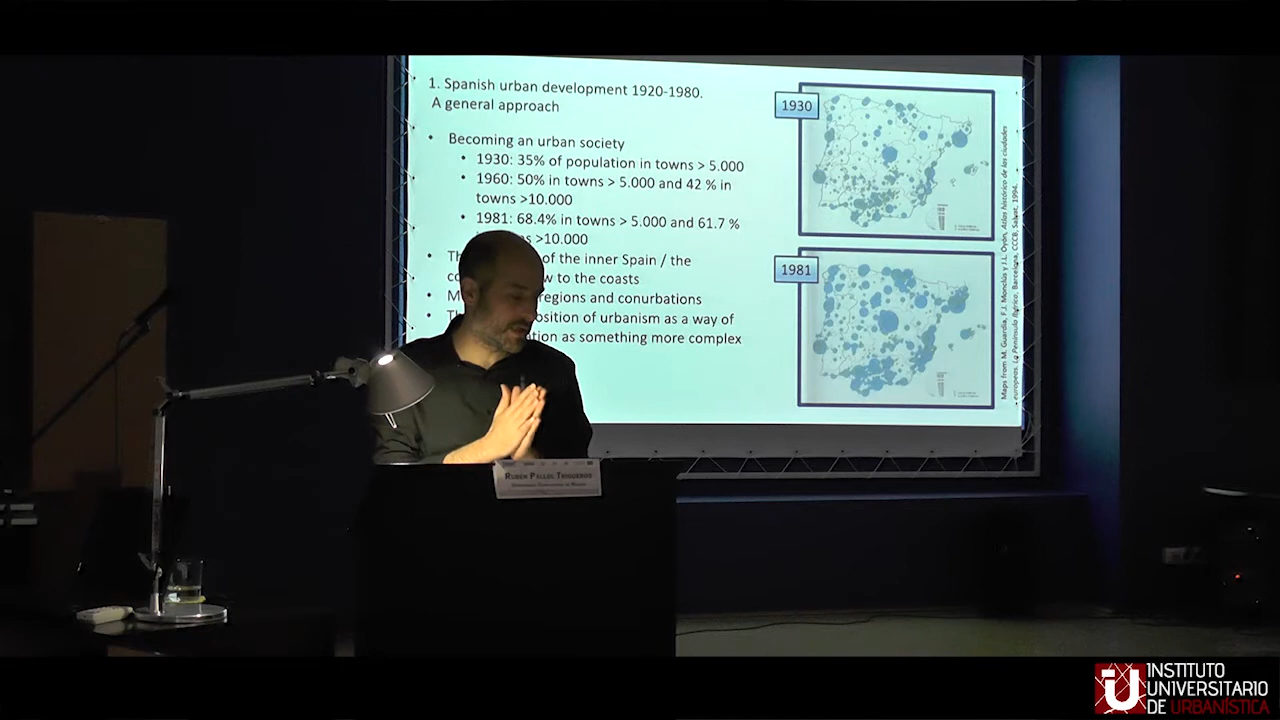 1. Spanish urban development 1920-1980.
A general approach
• Becoming an urban society
• 1930: 35% of population in towns > 5.000
• 1960: 50% in towns > 5.000 and 42 % in
towns >10.000
• 1981: 68.4% in towns > 5.000 and 61.7 %
>10.000
• of the inner Spain / the
to the coasts
• regions and conurbations
• of urbanism as a way of
as something more complex
1930
1981
Maps from M. Guardia, F.J. Monclús y J.L. Oyón, Atlas histórico de las ciudades
europeas. La Península Ibérica, Barcelona, CCCB, Salvat, 1994.
RUBÉN PALLOL TRIGUEROS
INSTITUTO
UNIVERSITARIO
DE URBANÍSTICA